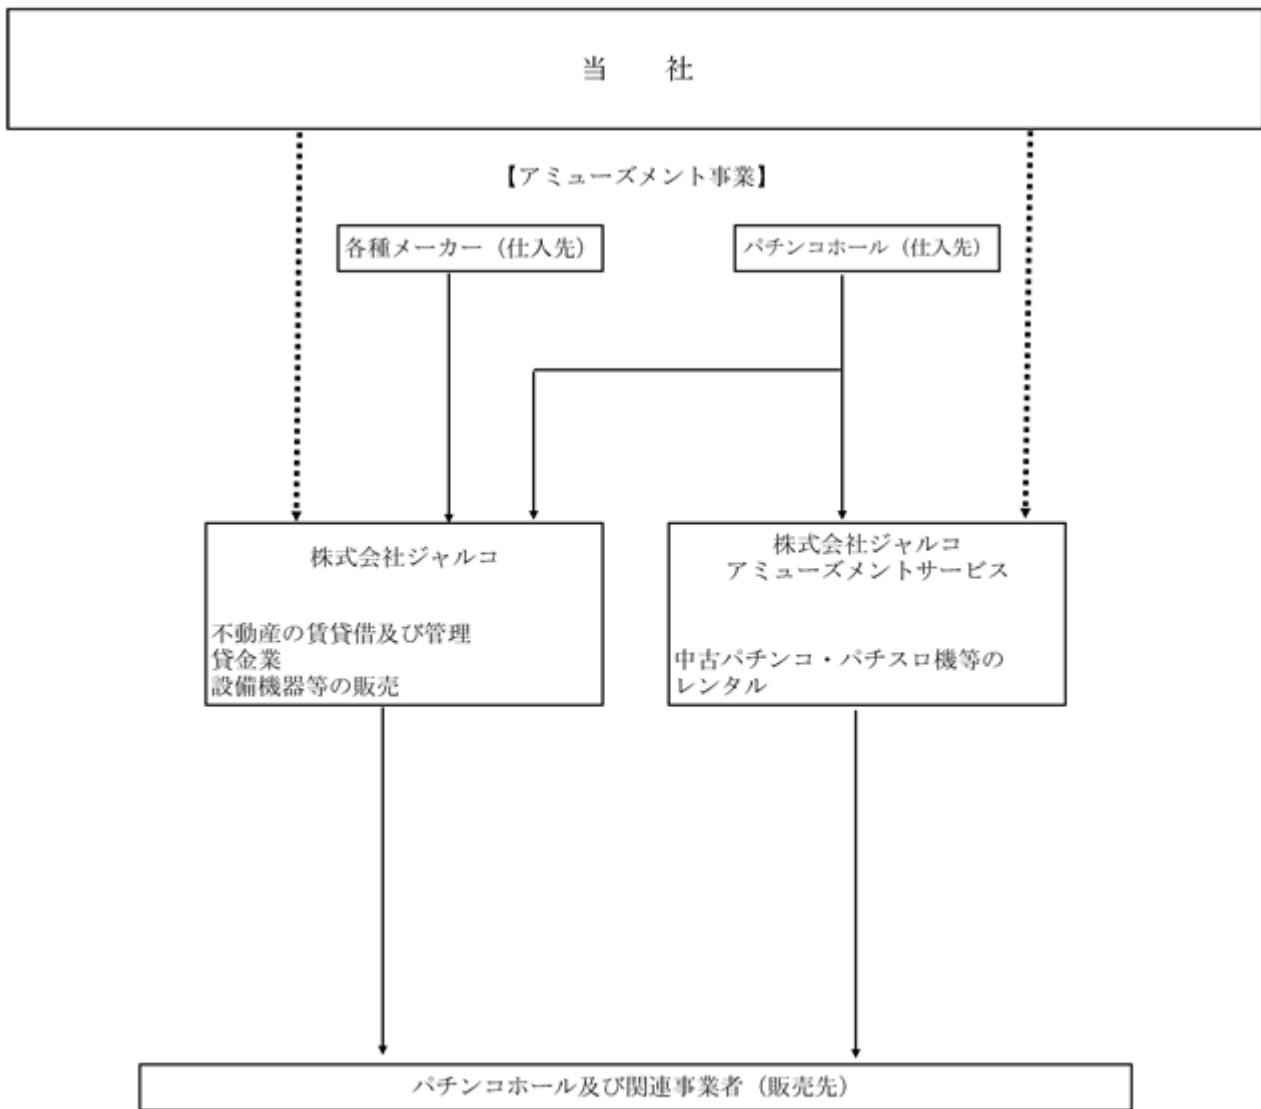 当　　社
【アミューズメント事業】
各種メーカー（仕入先）
パチンコホール（仕入先）
株式会社ジャルコ
不動産の賃貸借及び管理
貸金業
設備機器等の販売
株式会社ジャルコ
アミューズメントサービス
中古パチンコ・パチスロ機等の
レンタル
パチンコホール及び関連事業者（販売先）